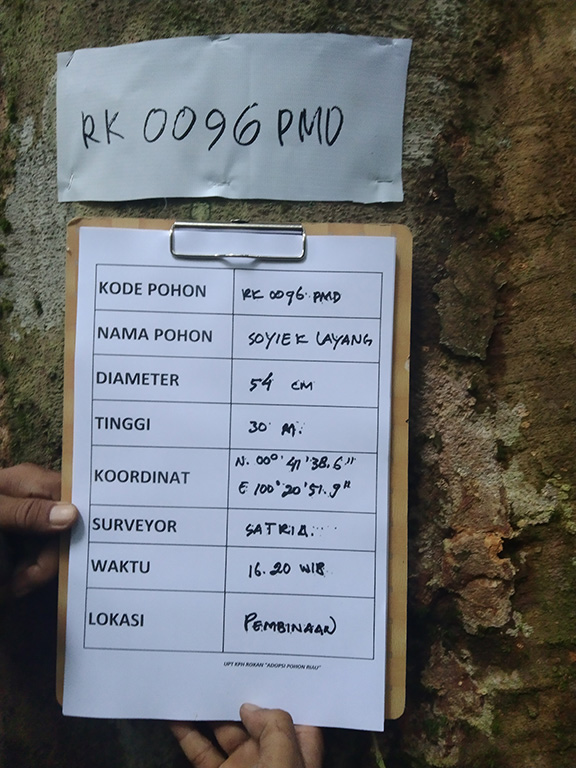 RK 0096 PMD
KODE POHON RK 0096 PMD
NAMA POHON SOYIEK LAYANG
DIAMETER 54 CM
TINGGI 30 M.
KOORDINAT N. 00° 41' 38.6"
E 100° 20' 51.9"
SURVEYOR SATRIA.
WAKTU 16.20 WIB
LOKASI PEMBINAAN
UPT KPH ROKAN "ADOPSI POHON RIAU"